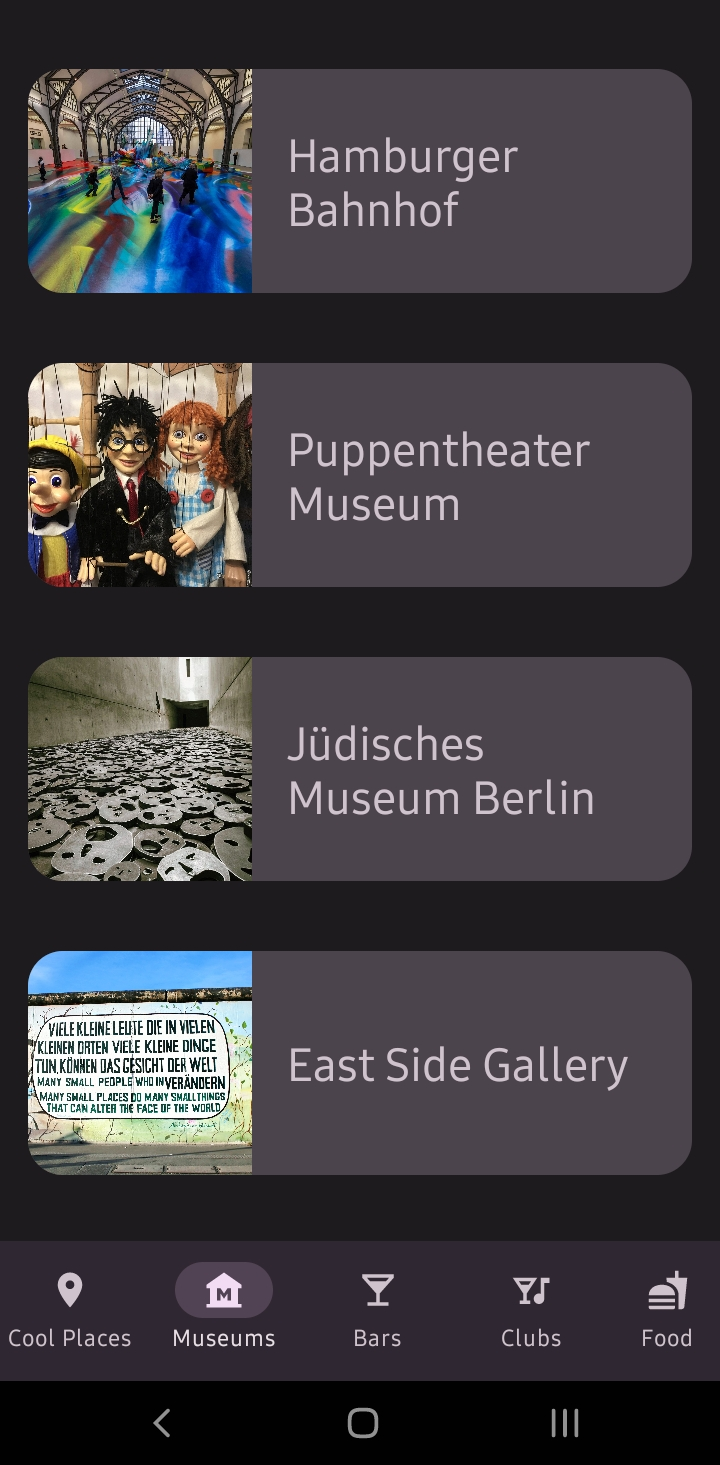 Hamburger
Bahnhof
Puppentheater
Museum
Jüdisches
Museum Berlin
VIELE KLEINE LEUTE DIE IN VIELEN
KLEINEN ORTEN VIELE KLEINE DINGE
TUN, KÖNNEN DAS GESICHT DER WELT
MANY SMALL PEOPLE WHO IN VERÄNDERN
MANY SMALL PLACES DO MANY SMALL THINGS
THAT CAN ALTER THE FACE OF THE WORLD
East Side Gallery
M
Cool Places
Museums
Bars
Clubs
Food